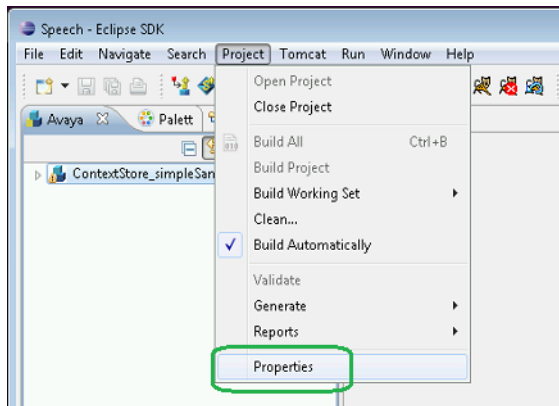 Speech - Eclipse SDK
File Edit Navigate Search Project Tomcat Run Window Help
Open Project
Close Project
Avaya Palett
Build All Ctrl+B
Build Project
ContextStore_simpleSan
Build Working Set
Clean...
Build Automatically
Validate
Generate
Reports
Properties